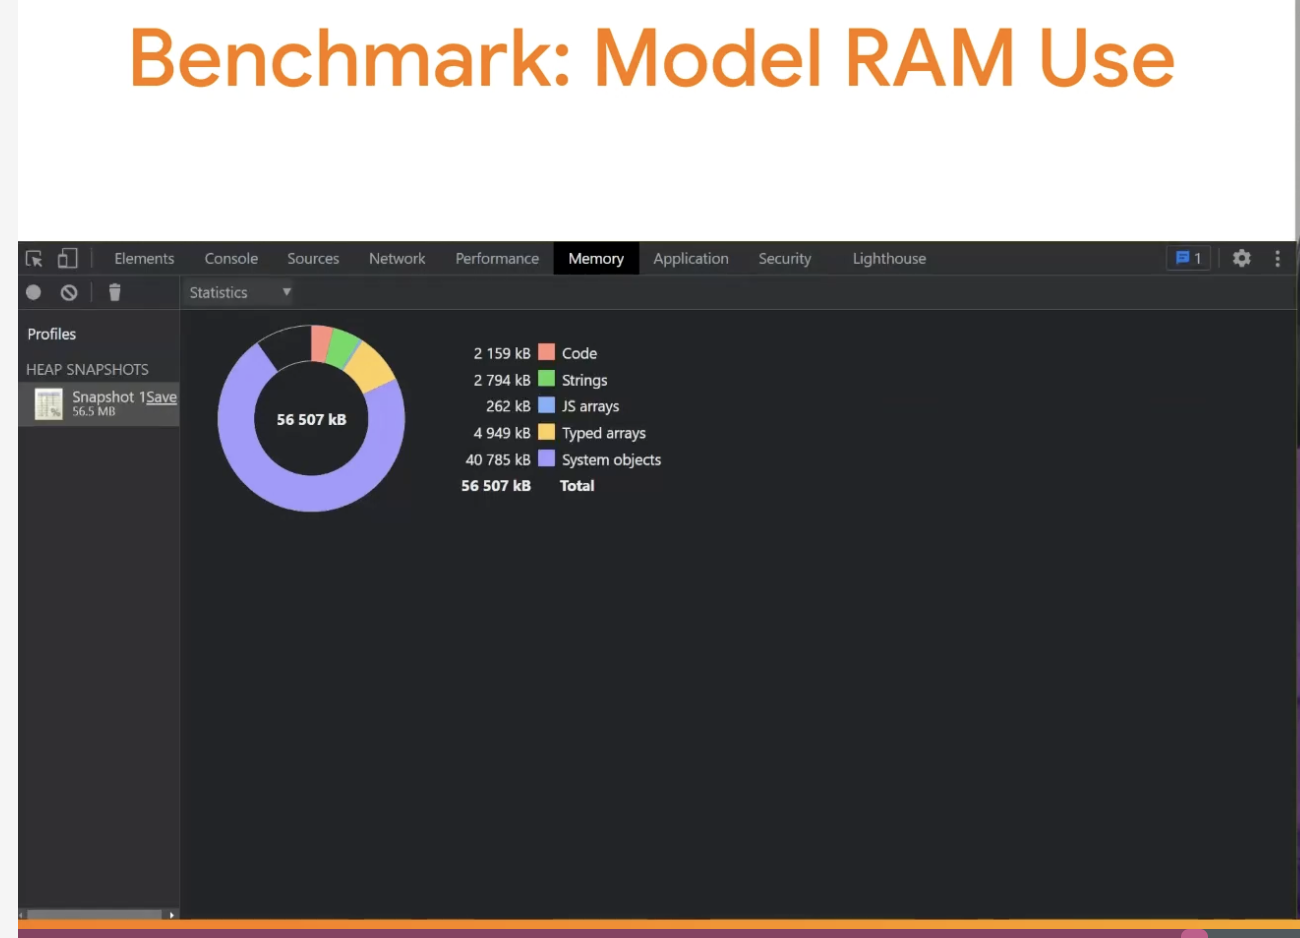 Benchmark: Model RAM Use
Elements Console Sources Network Performance Memory Application Security Lighthouse 1
Statistics
Profiles
HEAP SNAPSHOTS
Snapshot 1Save
56.5 MB
56 507 kB
2 159 kB Code
2 794 kB Strings
262 kB JS arrays
4 949 kB Typed arrays
40 785 kB System objects
56 507 kB Total